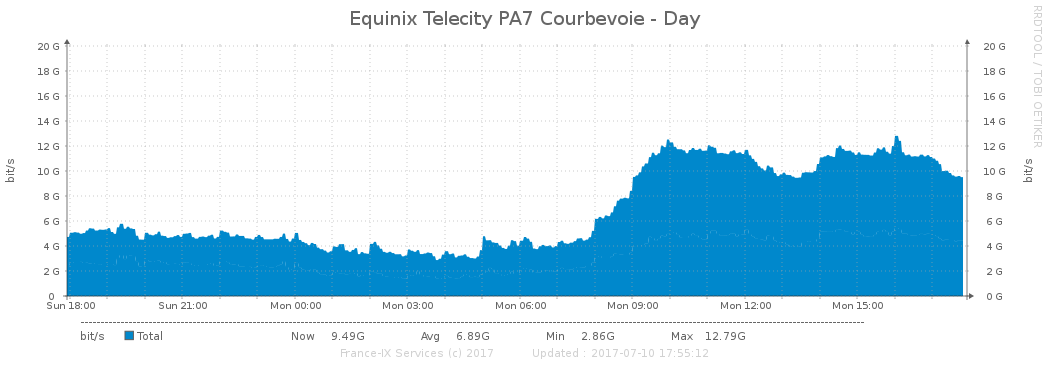 Equinix Telecity PA7 Courbevoie - Day
RRDTOOL / TOBI OETIKER
bit/s
bit/s
20 G 20 G
18 G 18 G
16 G 16 G
14 G 14 G
12 G 12 G
10 G 10 G
8 G 8 G
6 G 6 G
4 G 4 G
2 G 2 G
0 0 G
Sun 18:00 Sun 21:00 Mon 00:00 Mon 03:00 Mon 06:00 Mon 09:00 Mon 12:00 Mon 15:00
bit/s Total Now 9.49G Avg 6.89G Min 2.86G Max 12.79G
France-IX Services (c) 2017 Updated : 2017-07-10 17:55:12